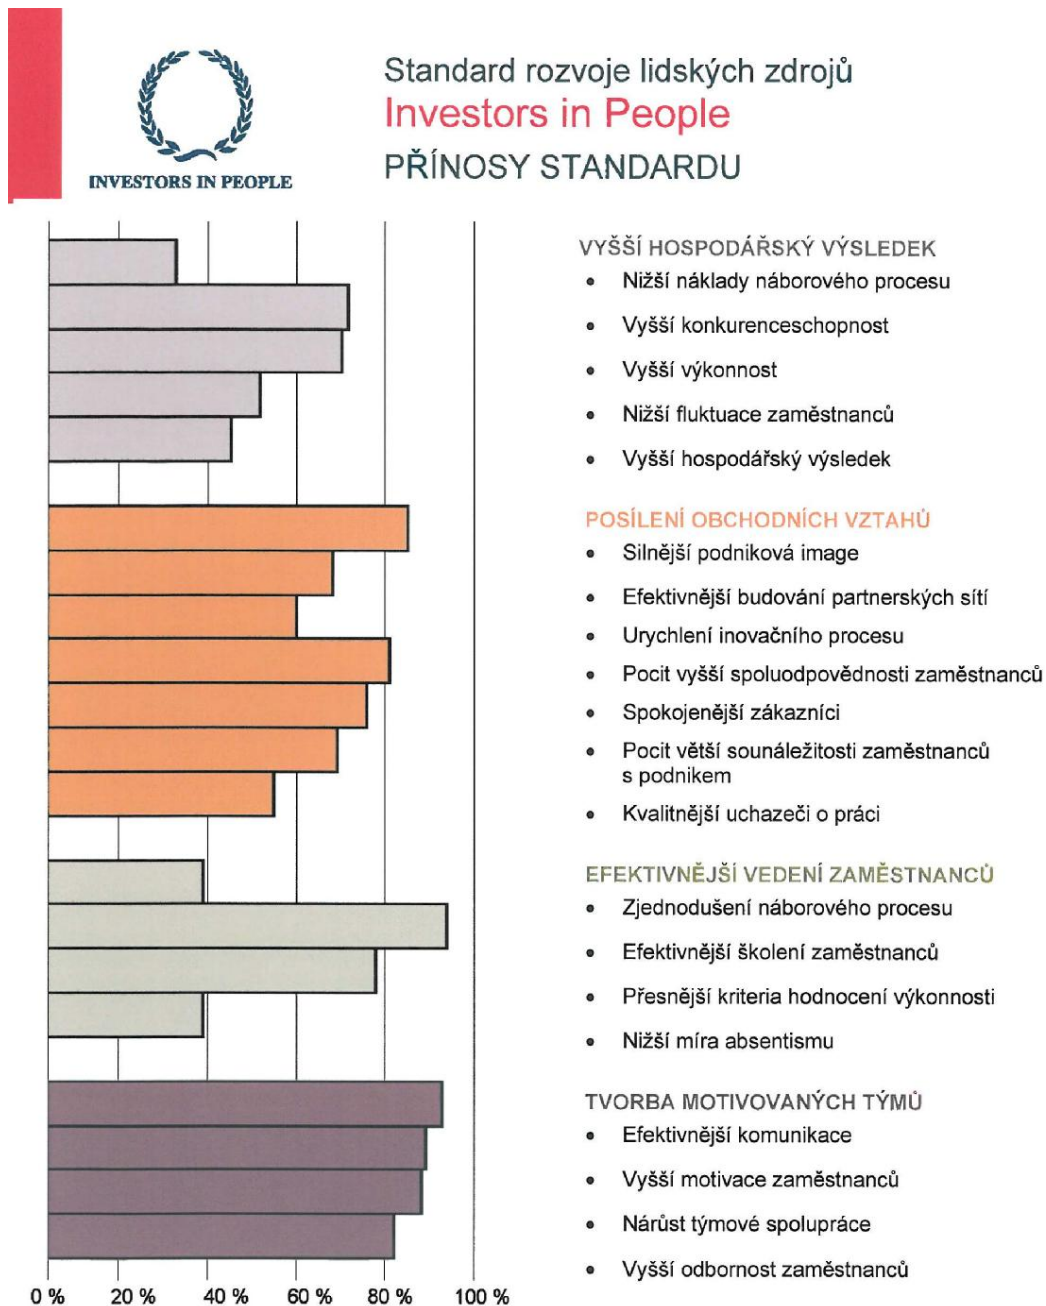 INVESTORS IN PEOPLE
Standard rozvoje lidských zdrojů
Investors in People
PŘÍNOSY STANDARDU
VYŠŠÍ HOSPODÁŘSKÝ VÝSLEDEK
• Nižší náklady náborového procesu
• Vyšší konkurenceschopnost
• Vyšší výkonnost
• Nižší fluktuace zaměstnanců
• Vyšší hospodářský výsledek
POSÍLENÍ OBCHODNÍCH VZTAHŮ
• Silnější podniková image
• Efektivnější budování partnerských sítí
• Urychlení inovačního procesu
• Pocit vyšší spoluodpovědnosti zaměstnanců
• Spokojenější zákazníci
• Pocit větší sounáležitosti zaměstnanců
s podnikem
• Kvalitnější uchazeči o práci
EFEKTIVNĚJŠÍ VEDENÍ ZAMĚSTNANCŮ
• Zjednodušení náborového procesu
• Efektivnější školení zaměstnanců
• Přesnější kriteria hodnocení výkonnosti
• Nižší míra absentismu
TVORBA MOTIVOVANÝCH TÝMŮ
• Efektivnější komunikace
• Vyšší motivace zaměstnanců
• Nárůst týmové spolupráce
• Vyšší odbornost zaměstnanců
0 % 20 % 40 % 60 % 80 % 100 %